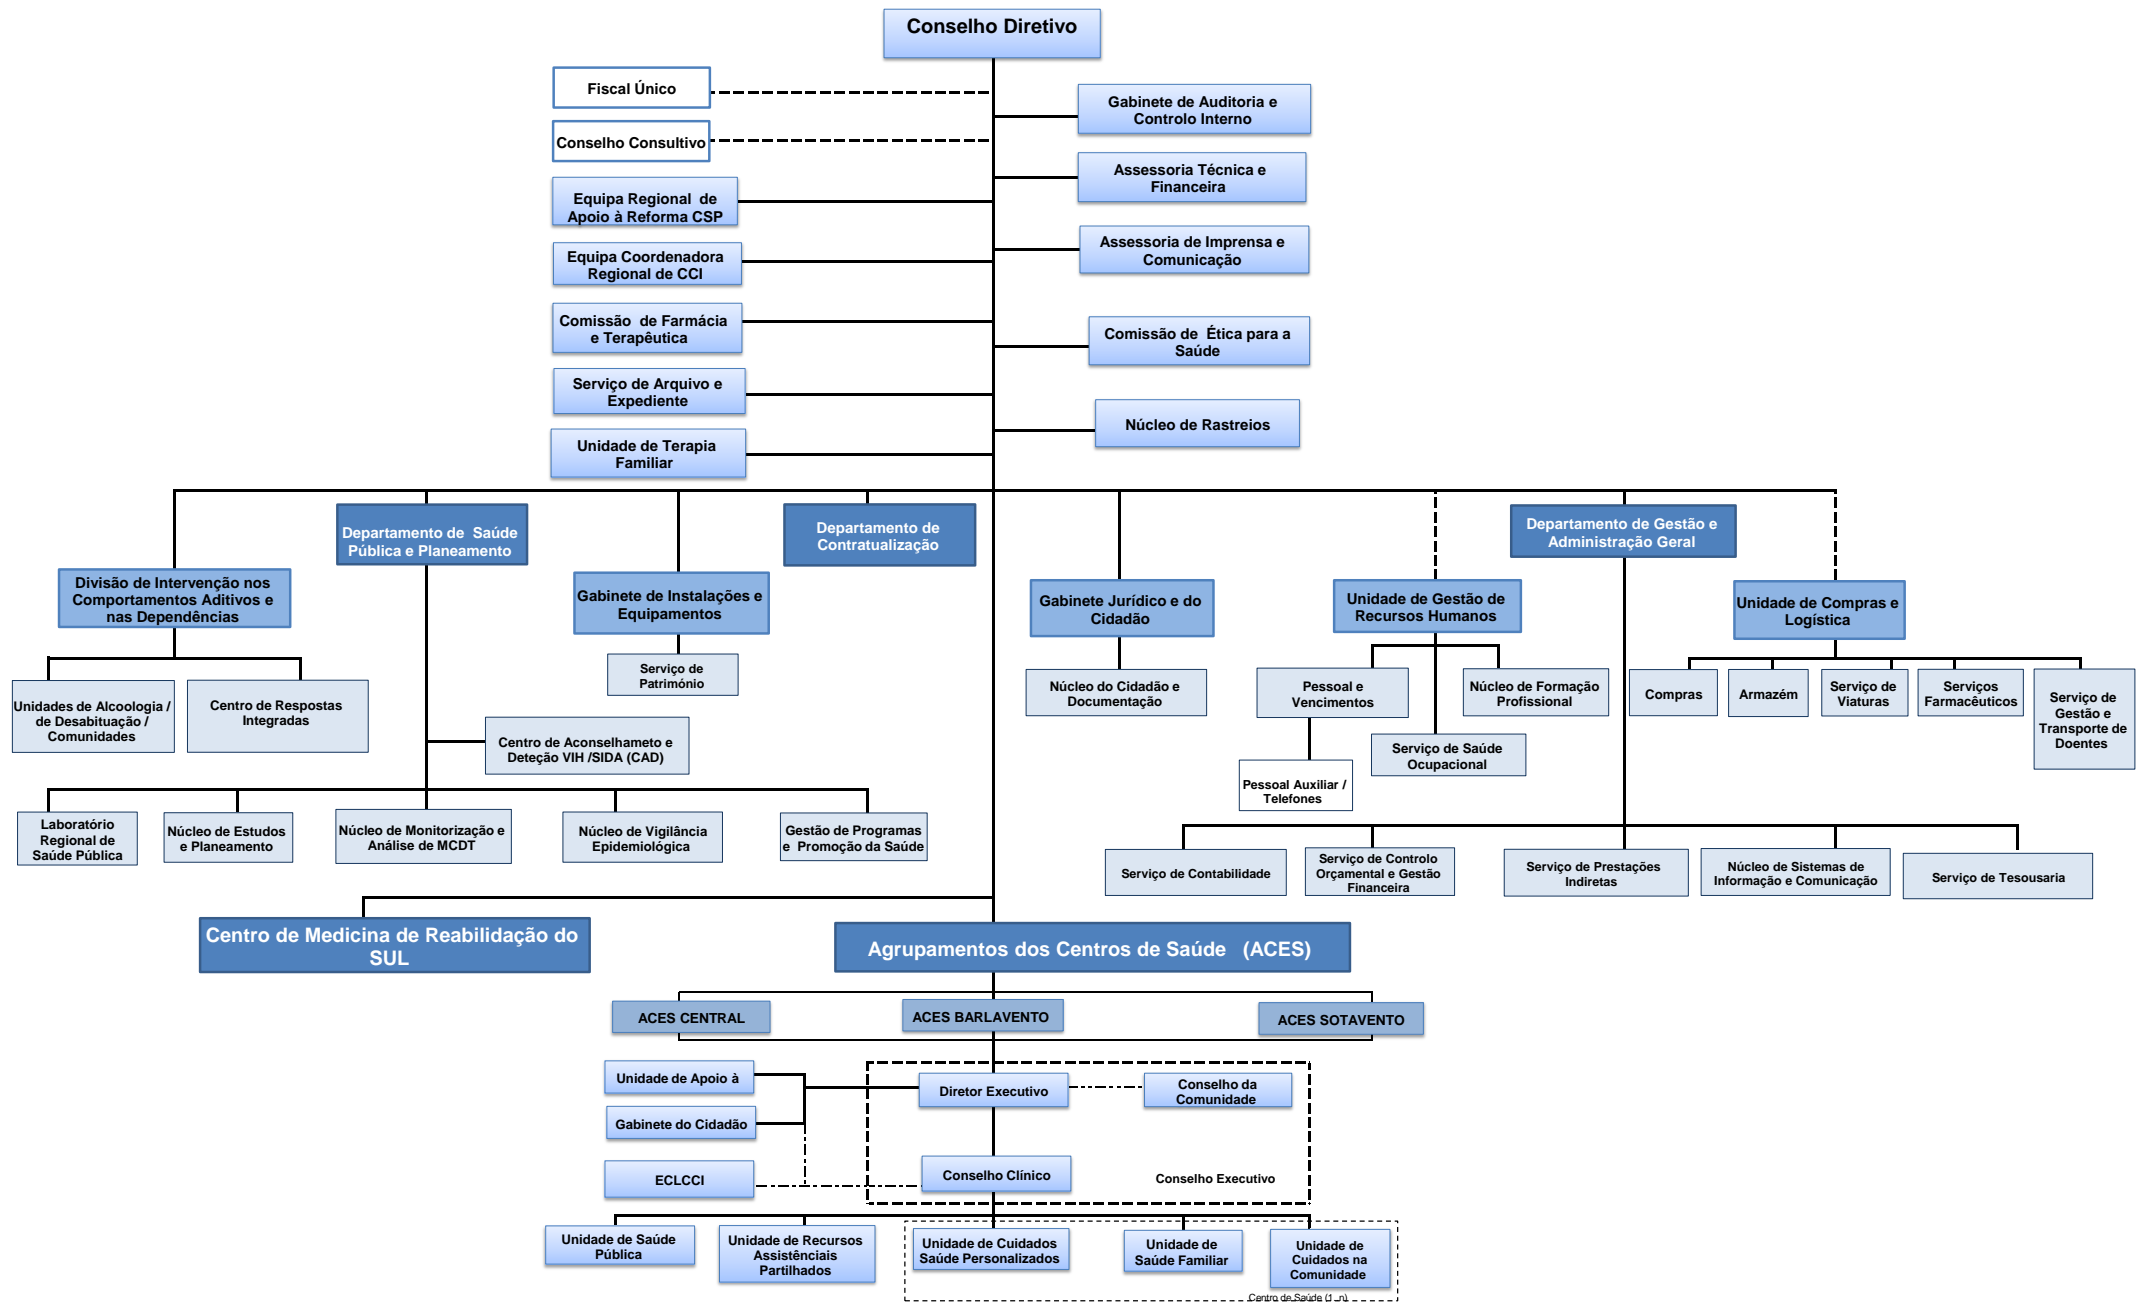 Conselho Diretivo
Fiscal Único
Gabinete de Auditoria e
Controlo Interno
Conselho Consultivo
Assessoria Técnica e
Financeira
Equipa Regional de
Apoio à Reforma CSP
Assessoria de Imprensa e
Comunicação
Equipa Coordenadora
Regional de CCI
Comissão de Farmácia
e Terapêutica
Comissão de Ética para a
Saúde
Serviço de Arquivo e
Expediente
Núcleo de Rastreios
Unidade de Terapia
Familiar
Departamento de Saúde
Pública e Planeamento
Departamento de
Contratualização
Departamento de Gestão e
Administração Geral
Divisão de Intervenção nos
Comportamentos Aditivos e
nas Dependências
Gabinete de Instalações e
Equipamentos
Gabinete Jurídico e do
Cidadão
Unidade de Gestão de
Recursos Humanos
Unidade de Compras e
Logística
Unidades de Alcoologia /
de Desabituação /
Comunidades
Centro de Respostas
Integradas
Serviço de
Património
Núcleo do Cidadão e
Documentação
Pessoal e
Vencimentos
Núcleo de Formação
Profissional
Compras
Armazém
Serviço de
Viaturas
Serviços
Farmacêuticos
Serviço de
Gestão e
Transporte de
Doentes
Centro de Aconselhameto e
Deteção VIH /SIDA (CAD)
Serviço de Saúde
Ocupacional
Pessoal Auxiliar /
Telefones
Laboratório
Regional de
Saúde Pública
Núcleo de Estudos
e Planeamento
Núcleo de Monitorização e
Análise de MCDT
Núcleo de Vigilância
Epidemiológica
Gestão de Programas
e Promoção da Saúde
Serviço de Contabilidade
Serviço de Controlo
Orçamental e Gestão
Financeira
Serviço de Prestações
Indiretas
Núcleo de Sistemas de
Informação e Comunicação
Serviço de Tesousaria
Centro de Medicina de Reabilidação do
SUL
Agrupamentos dos Centros de Saúde (ACES)
ACES CENTRAL
ACES BARLAVENTO
ACES SOTAVENTO
Unidade de Apoio à
Diretor Executivo
Conselho da
Comunidade
Gabinete do Cidadão
ECLCCI
Conselho Clínico
Conselho Executivo
Unidade de Saúde
Pública
Unidade de Recursos
Assistênciais
Partilhados
Unidade de Cuidados
Saúde Personalizados
Unidade de
Saúde Familiar
Unidade de
Cuidados na
Comunidade
Centro de Saúde (1..n)